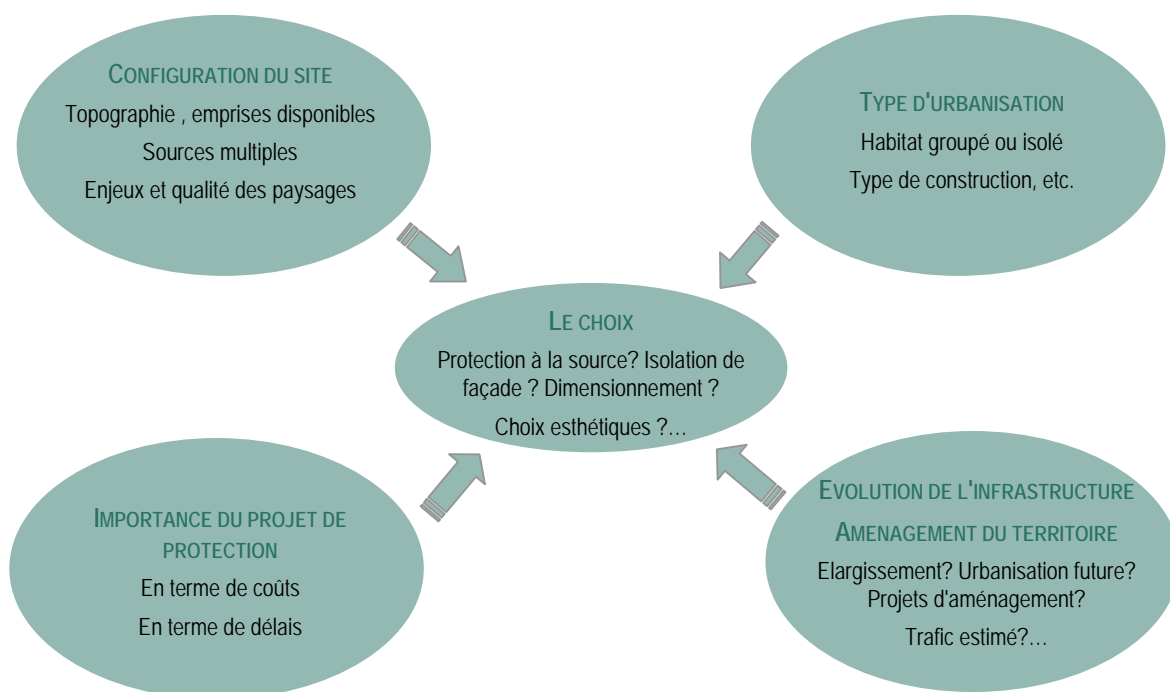 CONFIGURATION DU SITE
Topographie , emprises disponibles
Sources multiples
Enjeux et qualité des paysages
TYPE D'URBANISATION
Habitat groupé ou isolé
Type de construction, etc.
LE CHOIX
Protection à la source? Isolation de
façade ? Dimensionnement ?
Choix esthétiques ?...
IMPORTANCE DU PROJET DE
PROTECTION
En terme de coûts
En terme de délais
EVOLUTION DE L'INFRASTRUCTURE
AMENAGEMENT DU TERRITOIRE
Elargissement? Urbanisation future?
Projets d'aménagement?
Trafic estimé?...